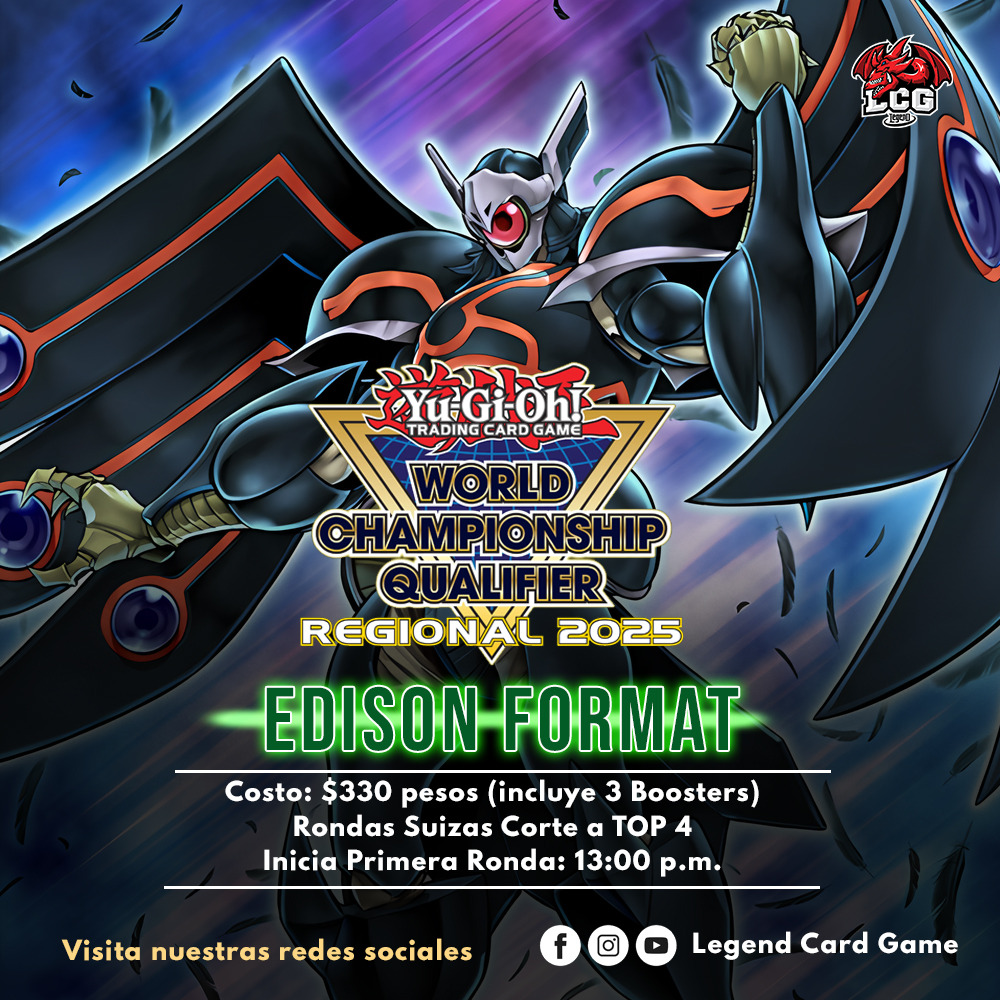 LCG
Legend
Yu-Gi-Oh!
TRADING CARD GAME
WORLD
CHAMPIONSHIP
QUALIFIER
REGIONAL 2025
EDISON FORMAT
Costo: $330 pesos (incluye 3 Boosters)
Rondas Suizas Corte a TOP 4
Inicia Primera Ronda: 13:00 p.m.
Visita nuestras redes sociales
Legend Card Game